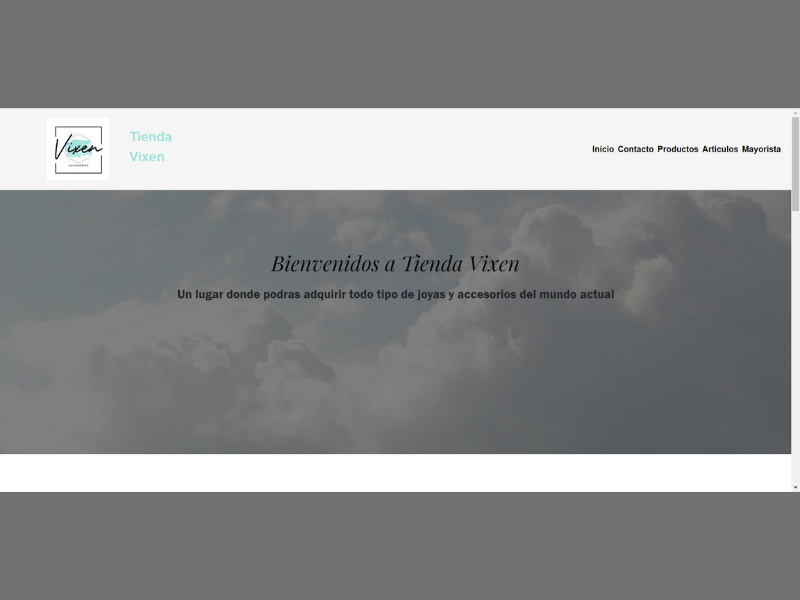 Vixen
ACCESORIOS
Tienda
Vixen
Inicio Contacto Productos Articulos Mayorista
Bienvenidos a Tienda Vixen
Un lugar donde podras adquirir todo tipo de joyas y accesorios del mundo actual